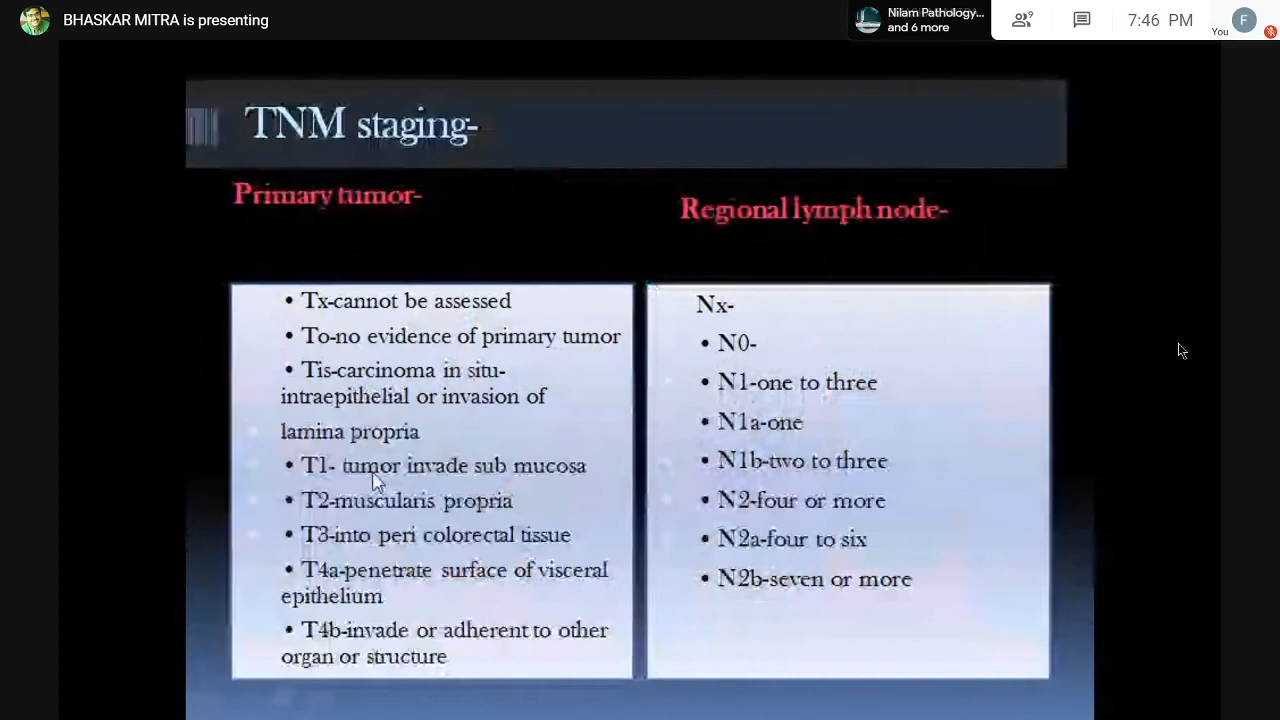 BHASKAR MITRA is presenting
Nilam Pathology...
and 6 more
9
7:46 PM
You
F
TNM staging-
Primary tumor-
• Tx-cannot be assessed
• To-no evidence of primary tumor
• Tis-carcinoma in situ-
intraepithelial or invasion of
lamina propria
• T1- tumor invade sub mucosa
• T2-muscularis propria
• T3-into peri colorectal tissue
• T4a-penetrate surface of visceral
epithelium
• T4b-invade or adherent to other
organ or structure
Regional lymph node-
Nx-
• N0-
• N1-one to three
• N1a-one
• N1b-two to three
• N2-four or more
• N2a-four to six
• N2b-seven or more